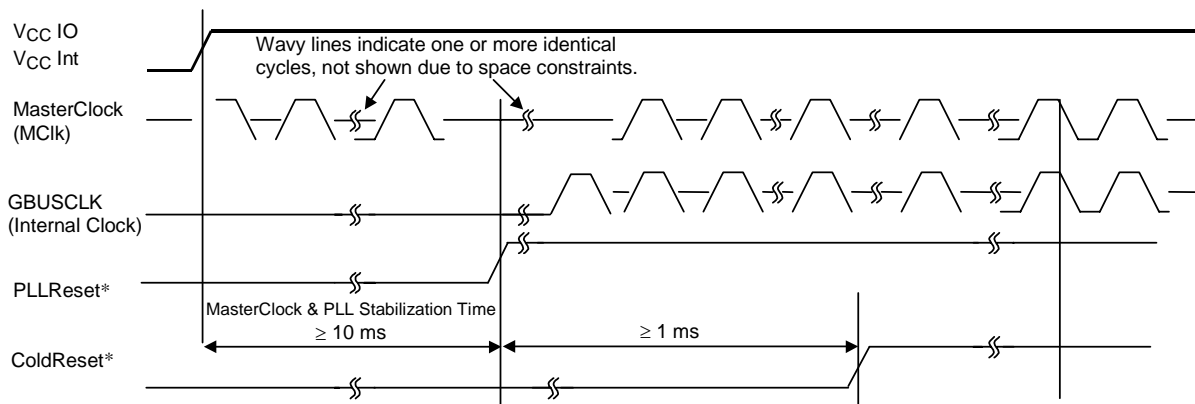 VCC IO
VCC Int
Wavy lines indicate one or more identical
cycles, not shown due to space constraints.
MasterClock
(MClk)
GBUSCLK
(Internal Clock)
PLLReset*
MasterClock & PLL Stabilization Time
≥ 10 ms
≥ 1 ms
ColdReset*